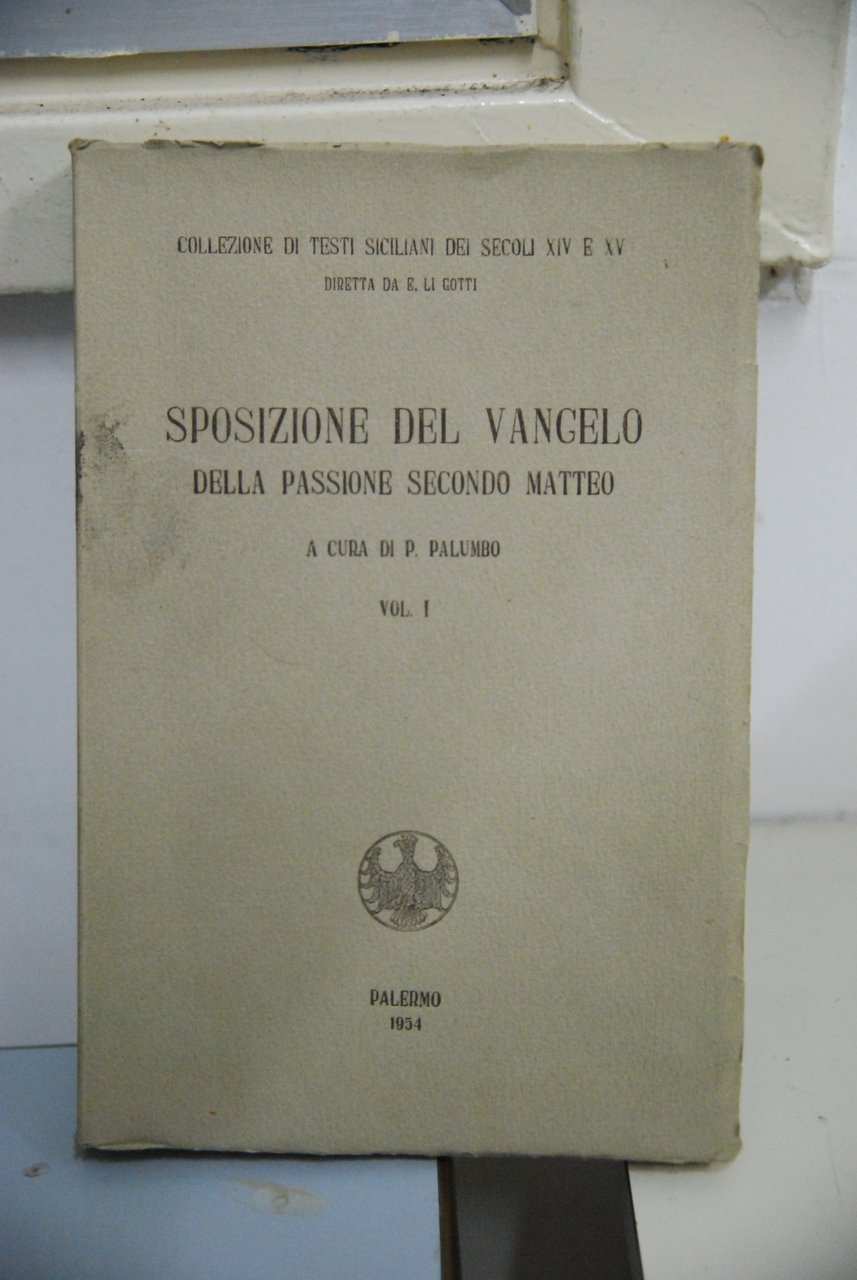 COLLEZIONE DI TESTI SICILIANI DEI SECOLI XIV E XV
DIRETTA DA E. LI GOTTI
SPOSIZIONE DEL VANGELO
DELLA PASSIONE SECONDO MATTEO
A CURA DI P. PALUMBO
VOL. I
PALERMO
1954